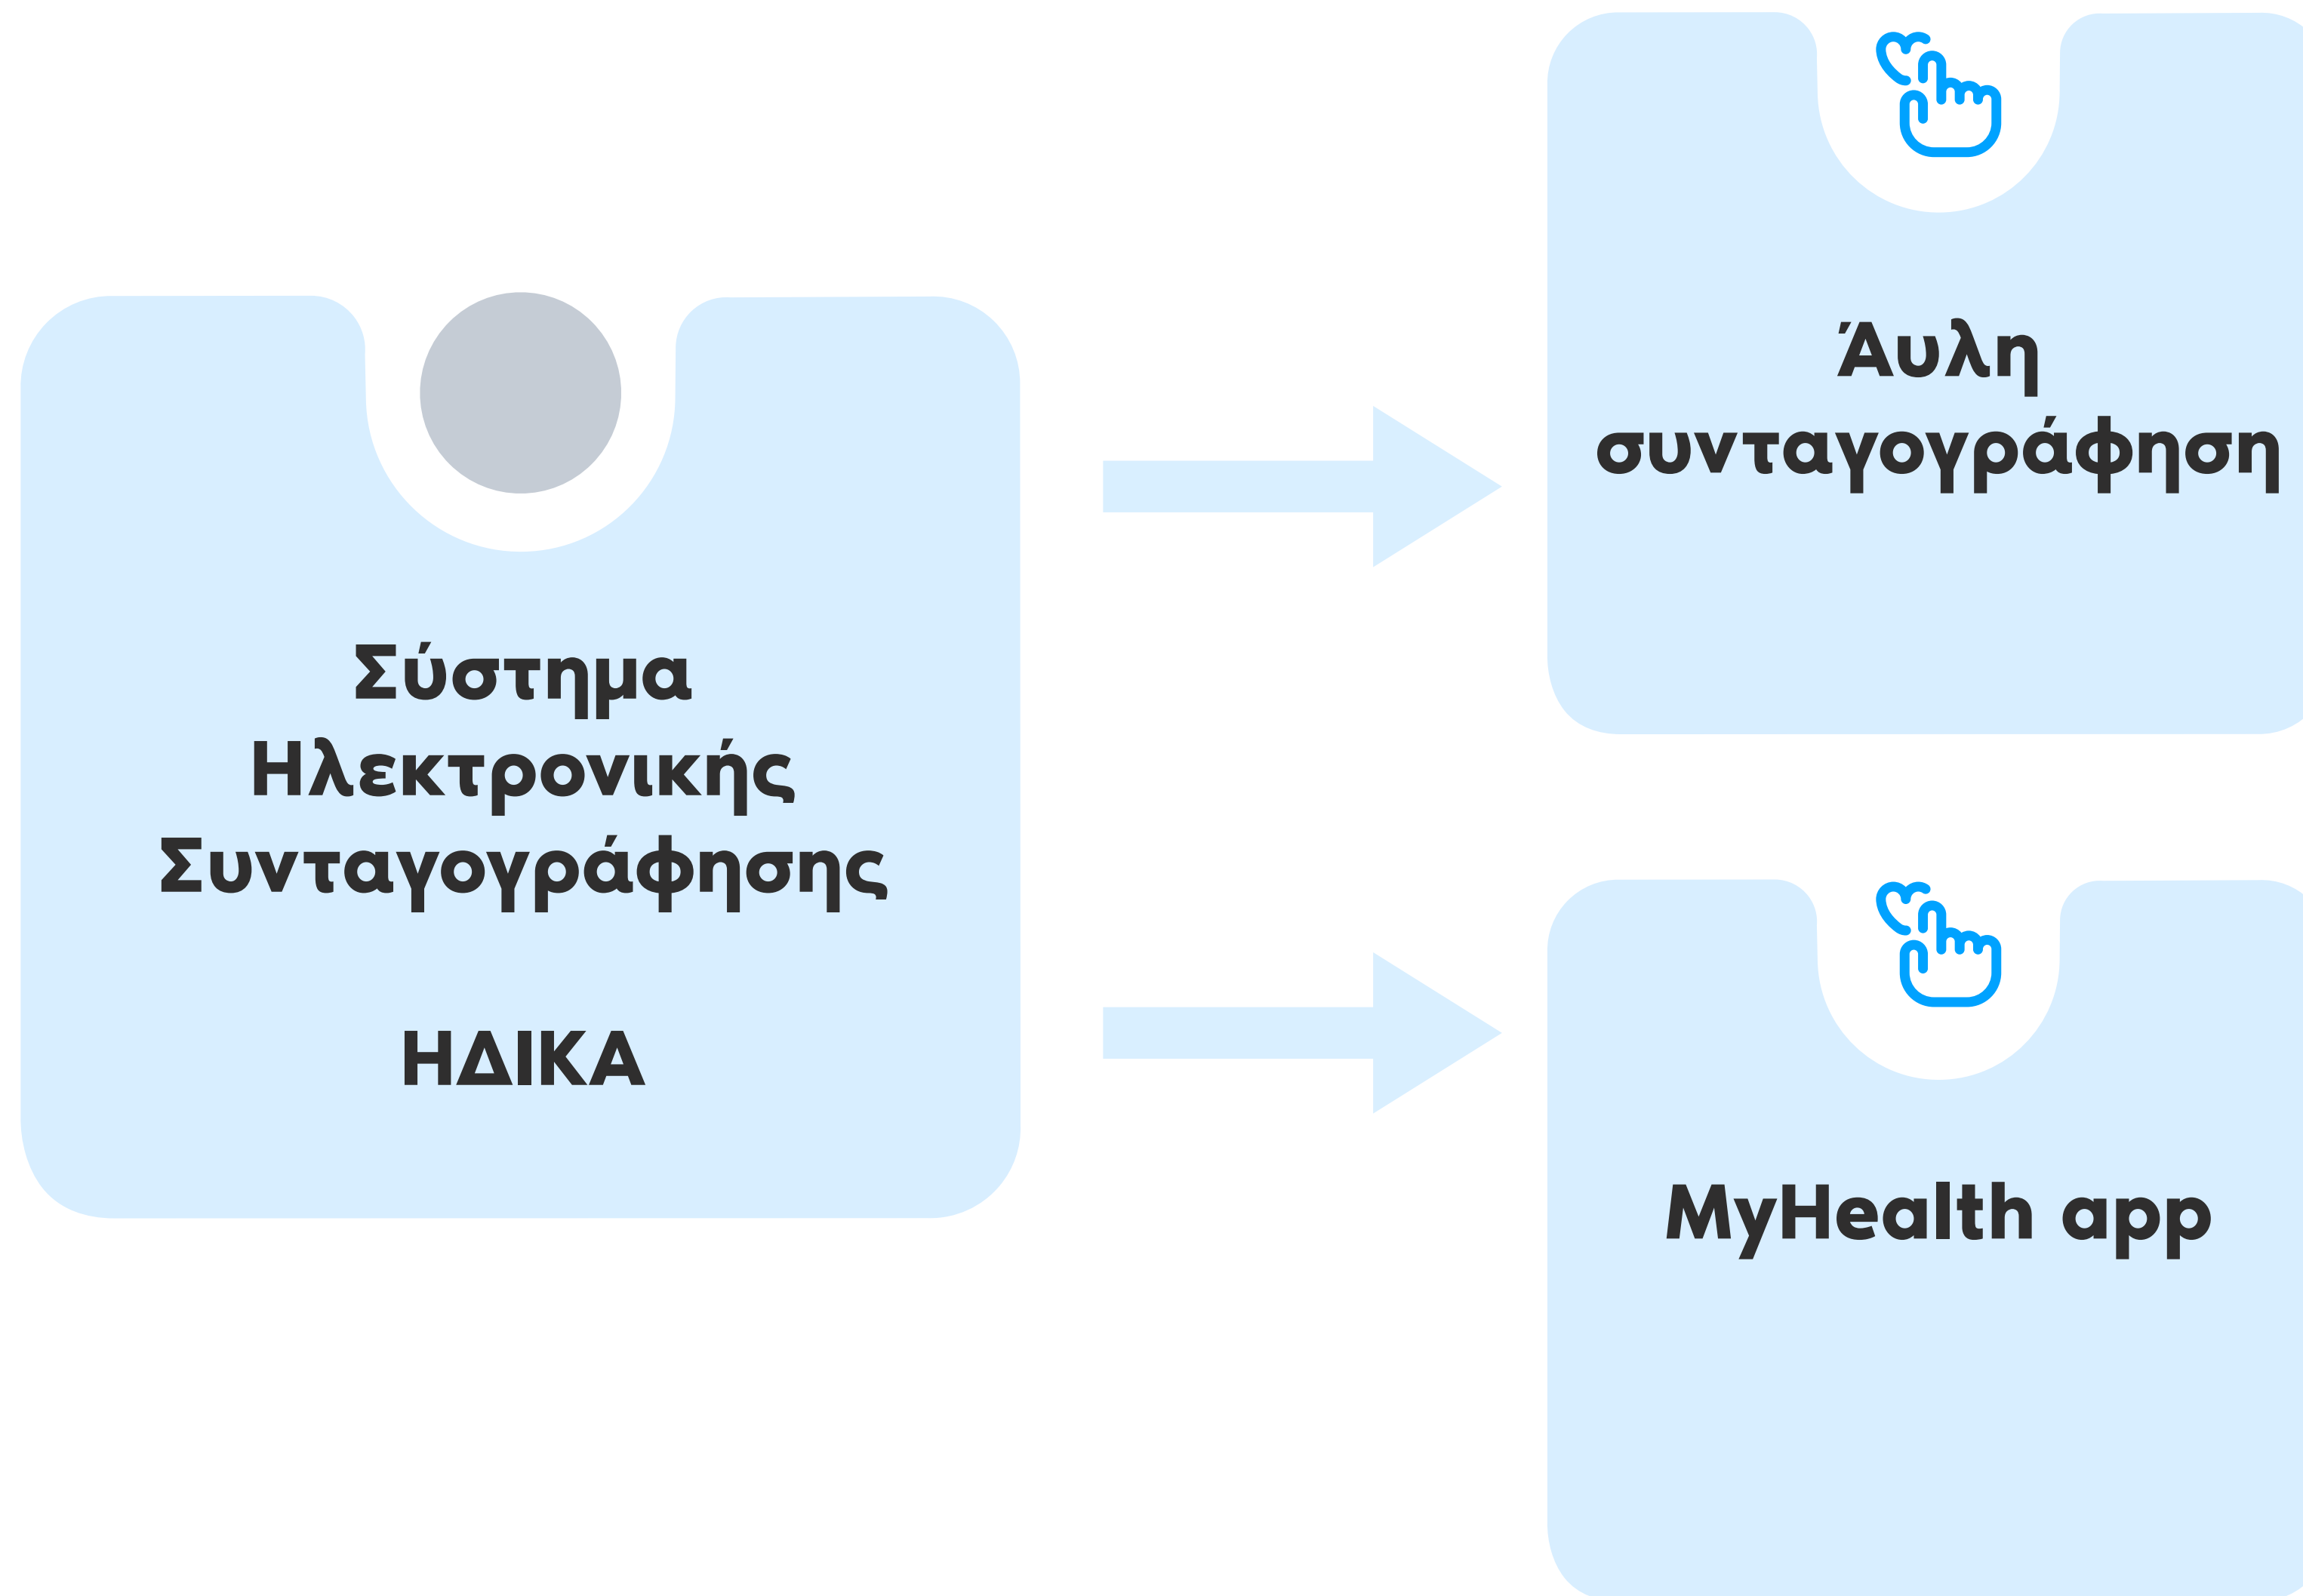 Σύστημα
Ηλεκτρονικής
Συνταγογράφησης
ΗΔΙΚΑ
Άυλη
συνταγογράφηση
MyHealth app